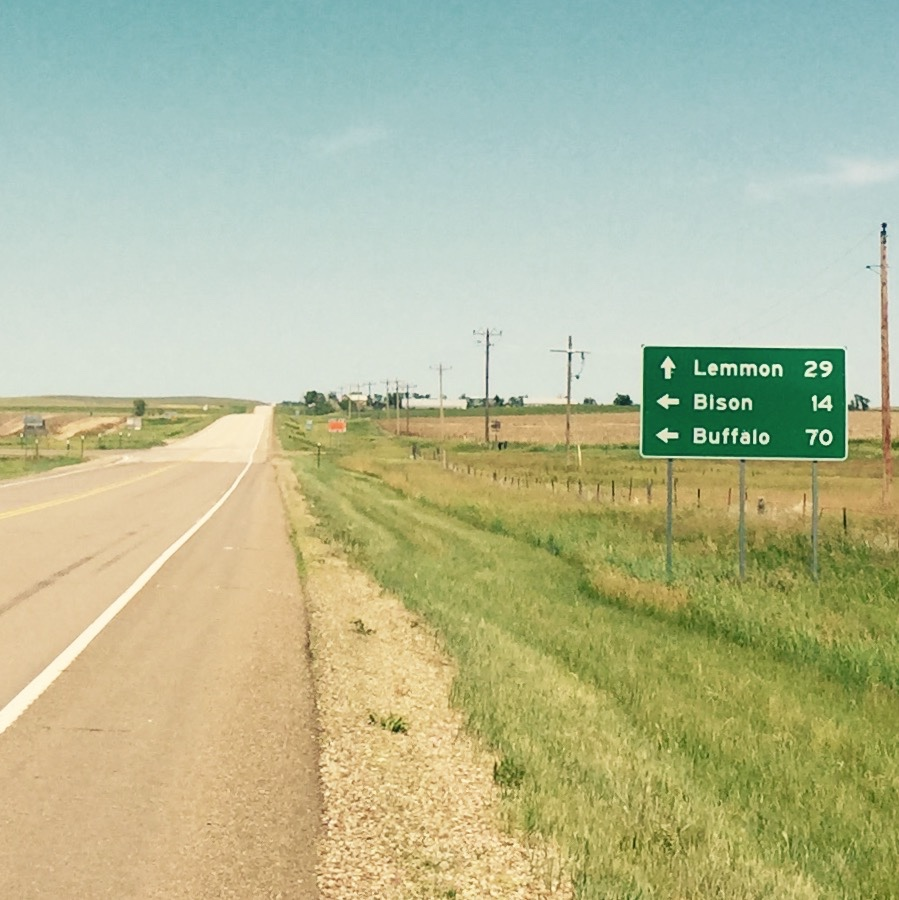 ↑ Lemmon 29
← Bison 14
← Buffalo 70